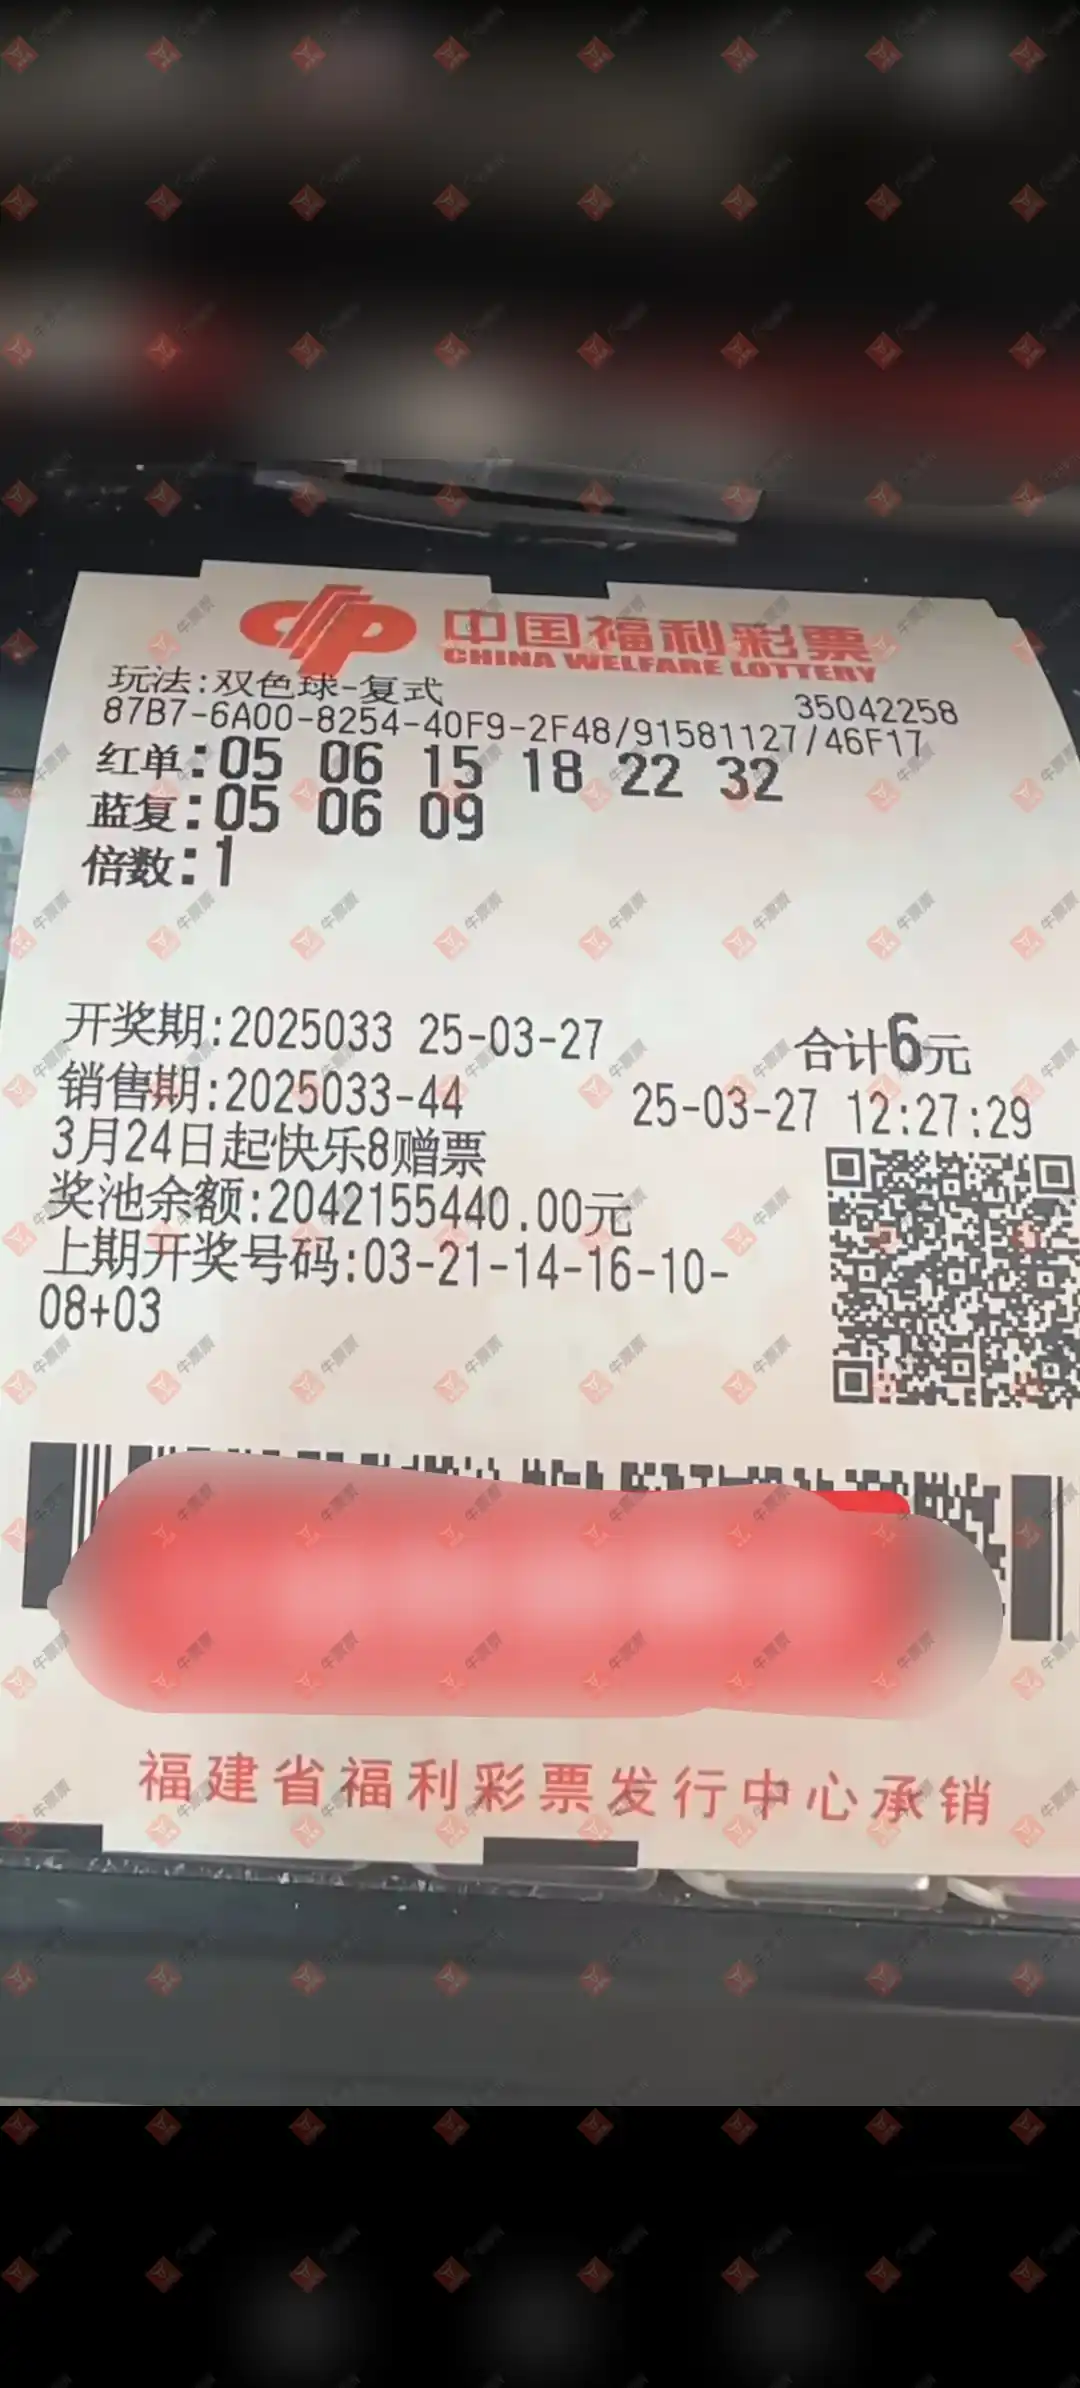 中国福利彩票
CHINA WELFARE LOTTERY
玩法:双色球-复式
35042258
87B7-6A00-8254-40F9-2F48/91581127/46F17
红单:05 06 15 18 22 32
蓝复:05 06 09
倍数:1
开奖期:2025033 25-03-27
合计6元
销售期:2025033-44
25-03-27 12:27:29
3月24日起快乐8赠票
奖池余额:2042155440.00元
上期开奖号码:03-21-14-16-10-
08+03
福建省福利彩票发行中心承销
牛票票